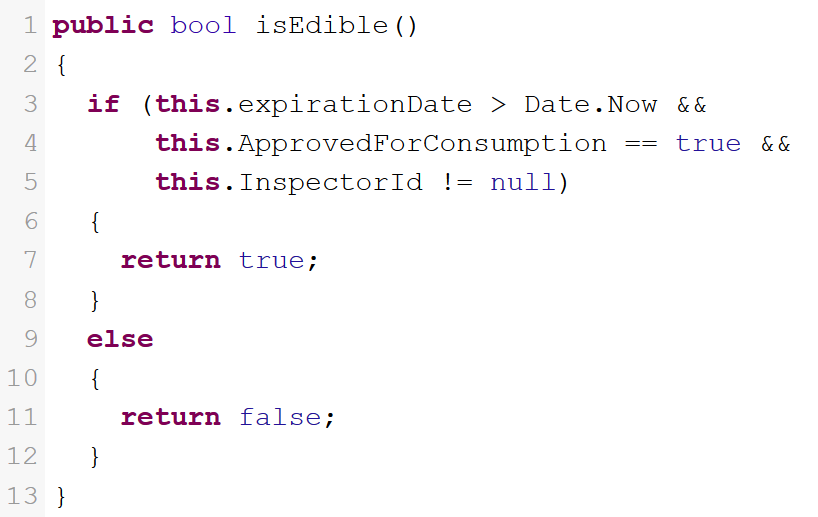 1 public bool isEdible()
2 {
3   if (this.expirationDate > Date.Now &&
4       this.ApprovedForConsumption == true &&
5       this.InspectorId != null)
6   {
7     return true;
8   }
9   else
10   {
11     return false;
12   }
13 }